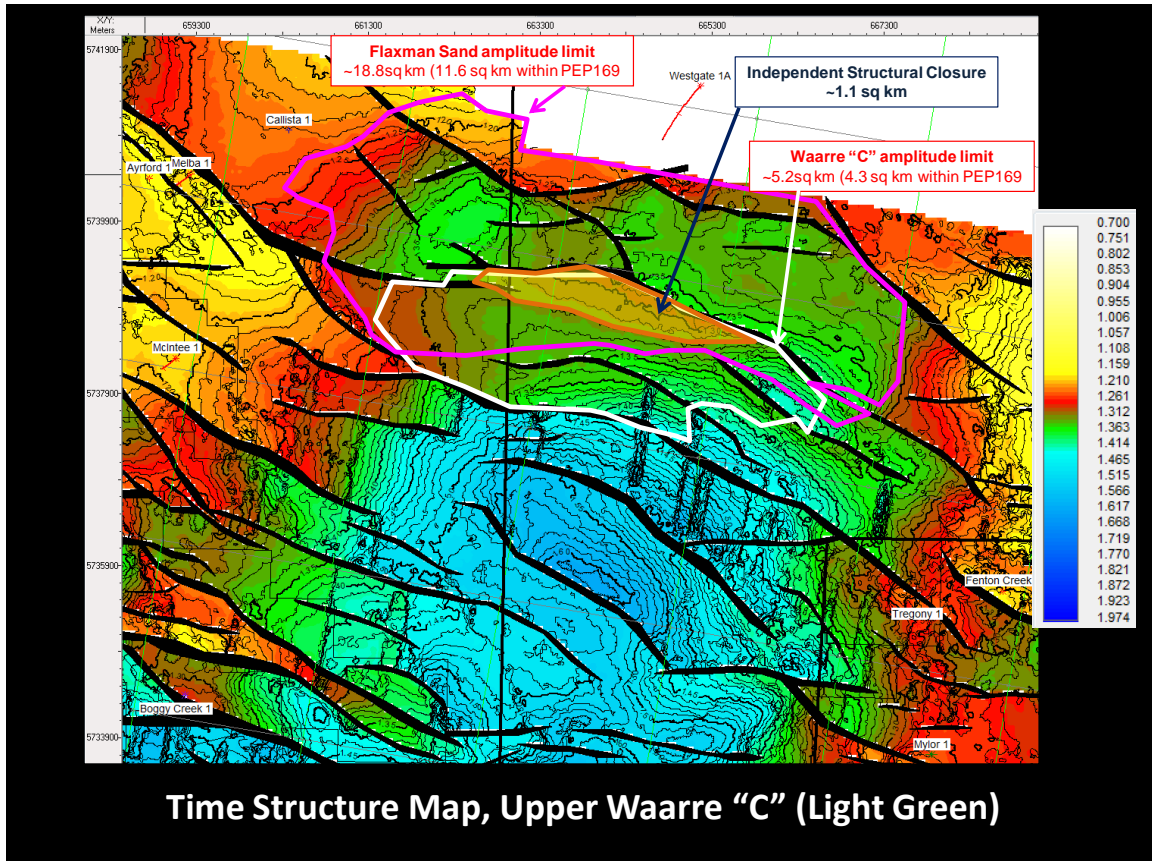 X/Y:
Meters
659300
661300
663300
665300
667300
5741900
5739900
5737900
5735900
5733900
Flaxman Sand amplitude limit
~18.8sq km (11.6 sq km within PEP169
Westgate 1A
Independent Structural Closure
~1.1 sq km
Callista 1
Waarre “C” amplitude limit
~5.2sq km (4.3 sq km within PEP169
Ayrford 1
Melba 1
McIntee 1
Fenton Creek
Tregony 1
Boggy Creek 1
Mylor 1
0.700
0.751
0.802
0.853
0.904
0.955
1.006
1.057
1.108
1.159
1.210
1.261
1.312
1.363
1.414
1.465
1.515
1.566
1.617
1.668
1.719
1.770
1.821
1.872
1.923
1.974
Time Structure Map, Upper Waarre “C” (Light Green)